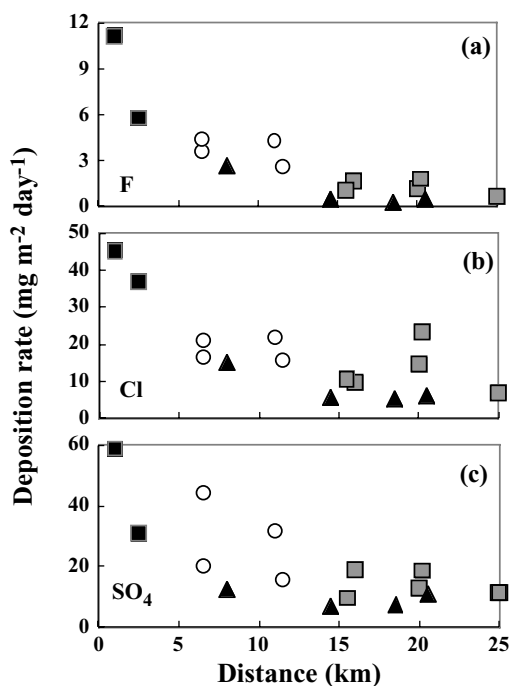 Deposition rate (mg m⁻² day⁻¹)
12
9
6
3
0
(a)
F
50
40
30
20
10
0
(b)
Cl
60
40
20
0
(c)
SO₄
0 5 10 15 20 25
Distance (km)